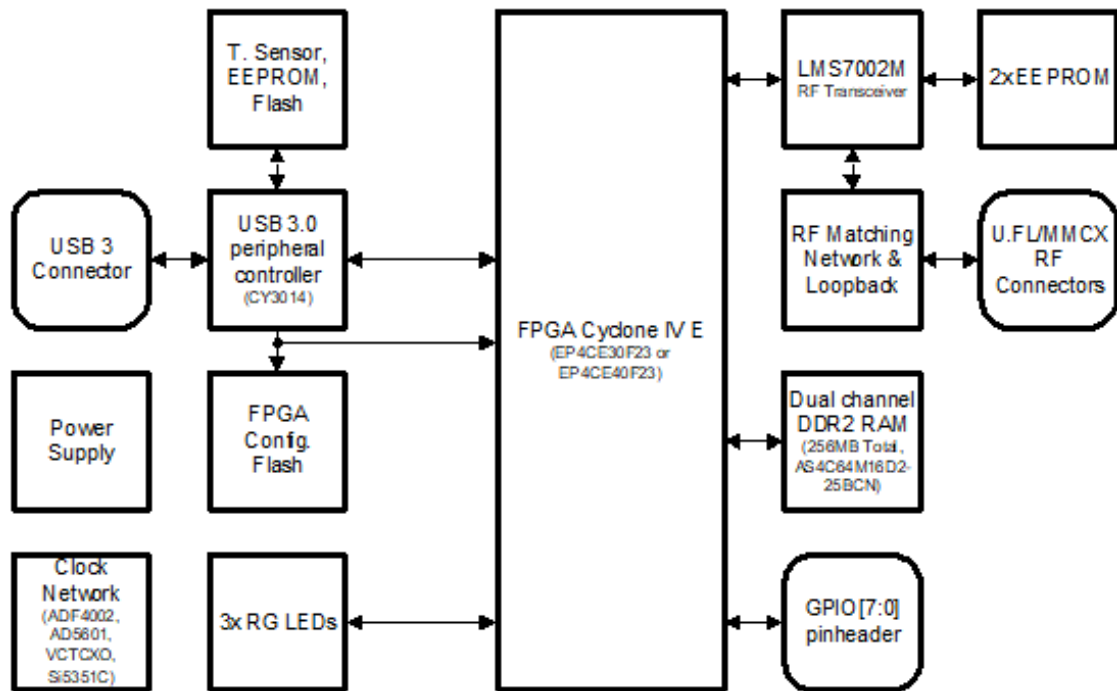 T. Sensor,
EEPROM,
Flash
LMS7002M
RF Transceiver
2xEEPROM
USB 3
Connector
USB 3.0
peripheral
controller
(CY3014)
FPGA Cyclone IV E
(EP4CE30F23 or
EP4CE40F23)
RF Matching
Network &
Loopback
U.FL/MMCX
RF
Connectors
Power
Supply
FPGA
Config.
Flash
Dual channel
DDR2 RAM
(256MB Total,
AS4C64M16D2-
25BCN)
Clock
Network
(ADF4002,
AD5601,
VCTCXO,
Si5351C)
3x RG LEDs
GPIO[7:0]
pinheader